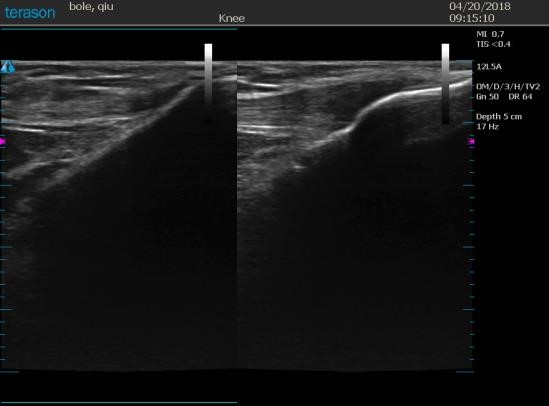 terason
bole, qiu
Knee
04/20/2018
09:15:10
MI 0.7
TIS <0.4
12L5A
OM/D/3/H/TV2
Gn 50 DR 64
Depth 5 cm
17 Hz